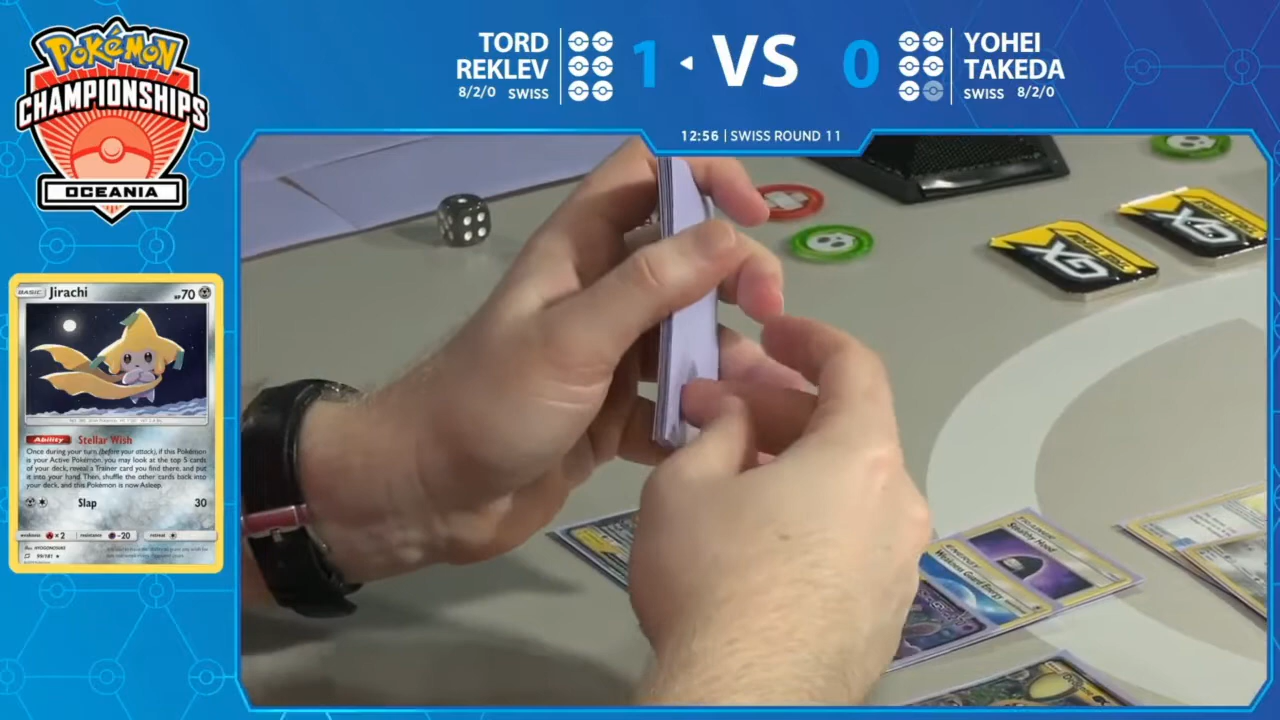 Pokémon
CHAMPIONSHIPS
OCEANIA
TORD
REKLEV
8/2/0 SWISS
1
VS
0
YOHEI
TAKEDA
SWISS 8/2/0
12:56 | SWISS ROUND 11
BASIC Jirachi HP70
Ability Stellar Wish
Once during your turn (before your attack), if this Pokémon
is your Active Pokémon, you may look at the top 5 cards
of your deck, reveal a Trainer card you find there, and put
it into your hand. Then, shuffle the other cards back into
your deck, and this Pokémon is now Asleep.
Slap 30
weakness ×2 resistance -20 retreat
99/181
GX
GX
Weakness Guard Energy